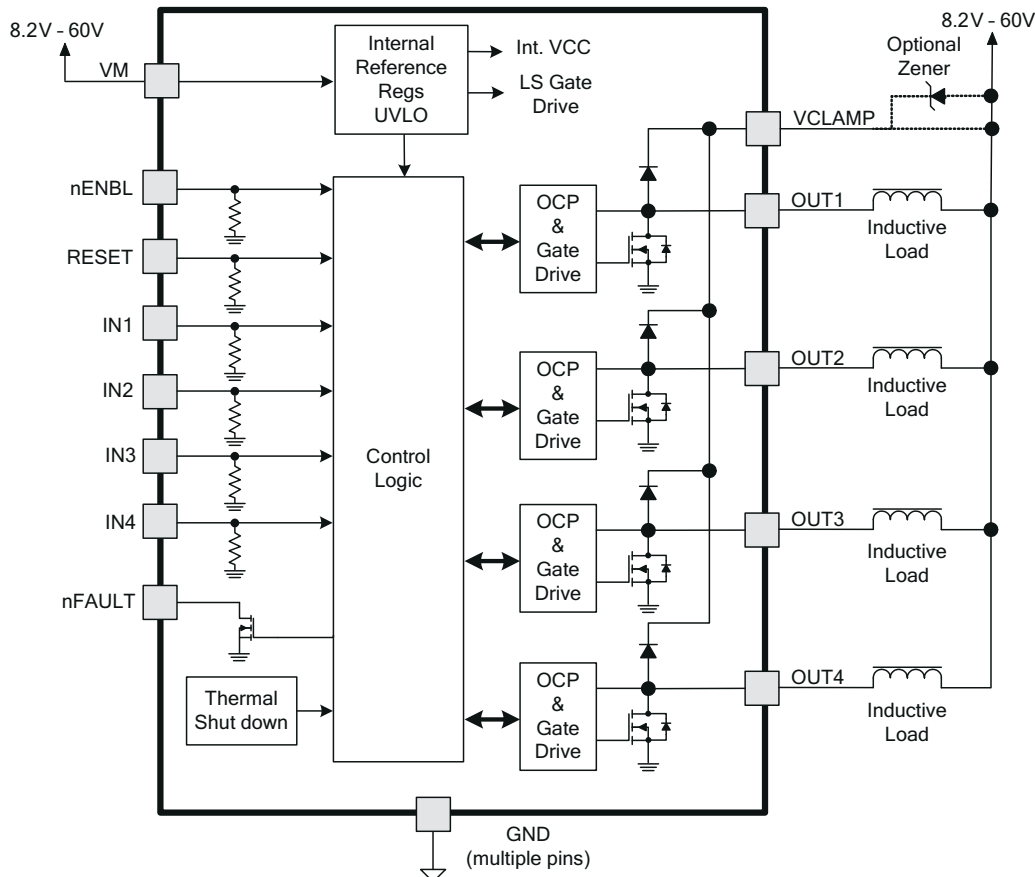 8.2V - 60V
VM
Internal
Reference
Regs
UVLO
Int. VCC
LS Gate
Drive
8.2V - 60V
Optional
Zener
VCLAMP
nENBL
RESET
IN1
IN2
IN3
IN4
nFAULT
Thermal
Shut down
Control
Logic
OCP
&
Gate
Drive
OUT1
Inductive
Load
OCP
&
Gate
Drive
OUT2
Inductive
Load
OCP
&
Gate
Drive
OUT3
Inductive
Load
OCP
&
Gate
Drive
OUT4
Inductive
Load
GND
(multiple pins)